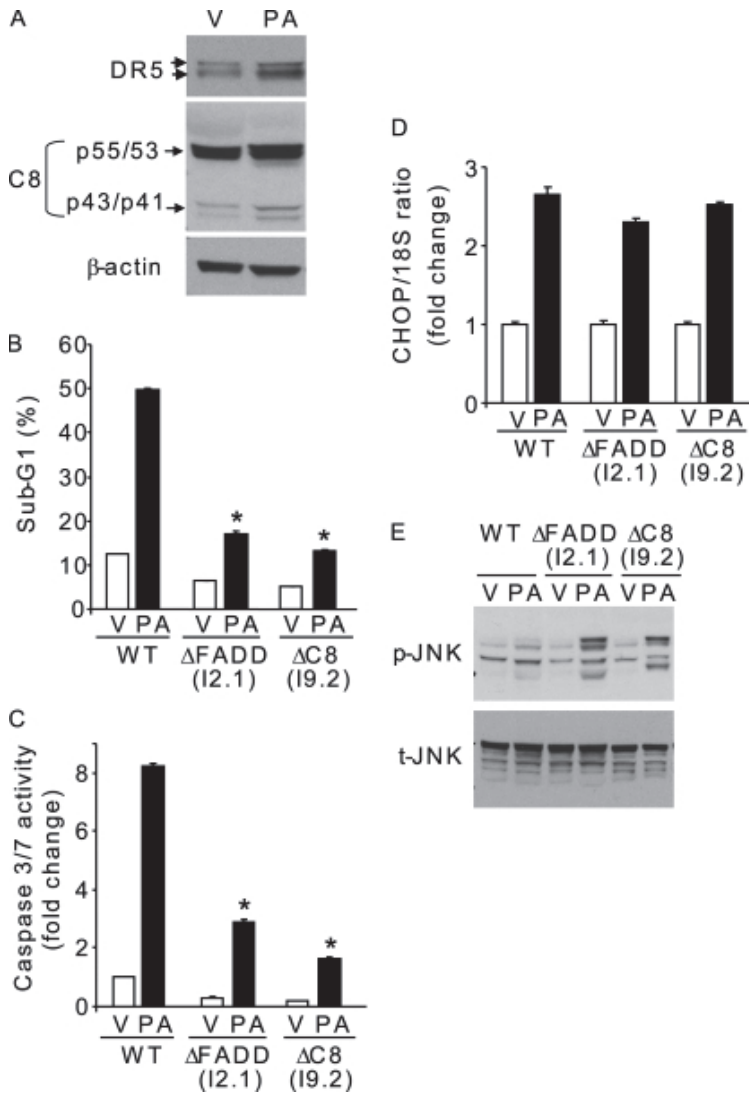 A
V PA
DR5
C8
p55/53
p43/p41
β-actin
B
Sub-G1 (%)
60
50
40
30
20
10
0
V PA V PA V PA
WT ΔFADD (I2.1) ΔC8 (I9.2)
* *
C
Caspase 3/7 activity
(fold change)
8
6
4
2
0
V PA V PA V PA
WT ΔFADD (I2.1) ΔC8 (I9.2)
* *
D
CHOP/18S ratio
(fold change)
3
2
1
0
V PA V PA V PA
WT ΔFADD (I2.1) ΔC8 (I9.2)
E
WT ΔFADD (I2.1) ΔC8 (I9.2)
V PA V PA V PA
p-JNK
t-JNK